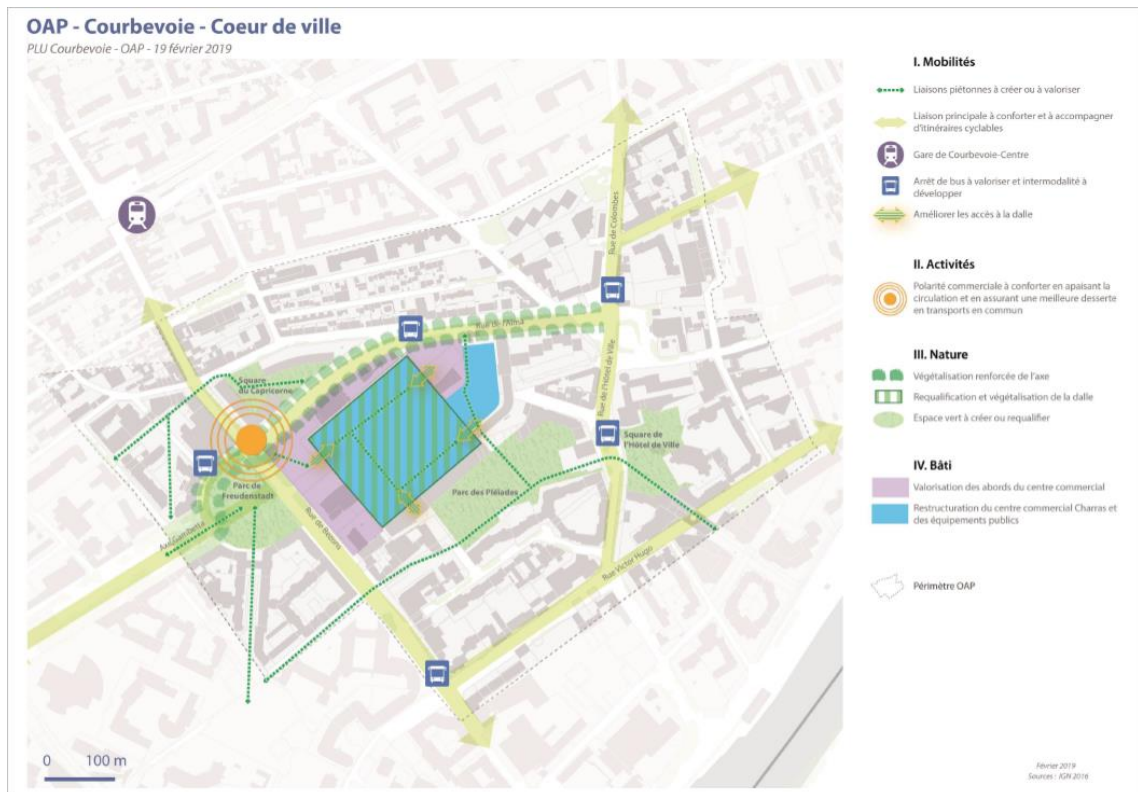 OAP - Courbevoie - Coeur de ville
PLU Courbevoie - OAP - 19 février 2019
I. Mobilités
Liaisons piétonnes à créer ou à valoriser
Liaison principale à conforter et à accompagner
d'itinéraires cyclables
Gare de Courbevoie-Centre
Arrêt de bus à valoriser et intermodalité à
développer
Améliorer les accès à la dalle
II. Activités
Polarité commerciale à conforter en apaisant la
circulation et en assurant une meilleure desserte
en transports en commun
III. Nature
Végétalisation renforcée de l'axe
Requalification et végétalisation de la dalle
Espace vert à créer ou requalifier
IV. Bâti
Valorisation des abords du centre commercial
Restructuration du centre commercial Charras et
des équipements publics
Périmètre OAP
Rue de Colombes
Rue de l'Alma
Square
du Capricorne
Rue de l'Hôtel de Ville
Square de
l'Hôtel de Ville
Parc de
Freudenstadt
Parc des Pléiades
Rue de Bezons
Gambetta
Rue Victor Hugo
0 100 m
Février 2019
Sources : IGN 2016